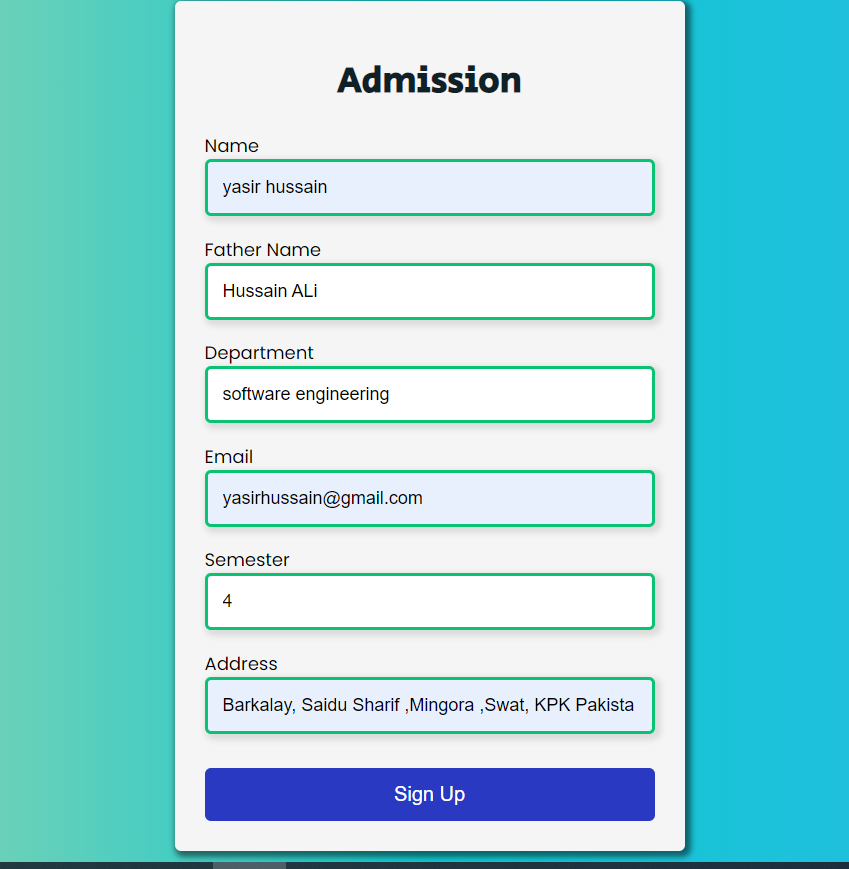 Admission
Name
yasir hussain
Father Name
Hussain ALi
Department
software engineering
Email
yasirhussain@gmail.com
Semester
4
Address
Barkalay, Saidu Sharif ,Mingora ,Swat, KPK Pakista
Sign Up